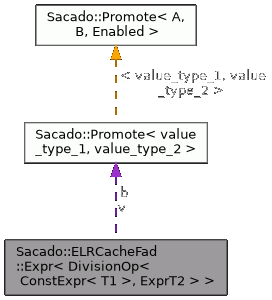 Sacado::Promote< A,
B, Enabled >
< value_type_1, value
_type_2 >
Sacado::Promote< value
_type_1, value_type_2 >
b
v
Sacado::ELRCacheFad
::Expr< DivisionOp<
ConstExpr< T1 >, ExprT2 > >